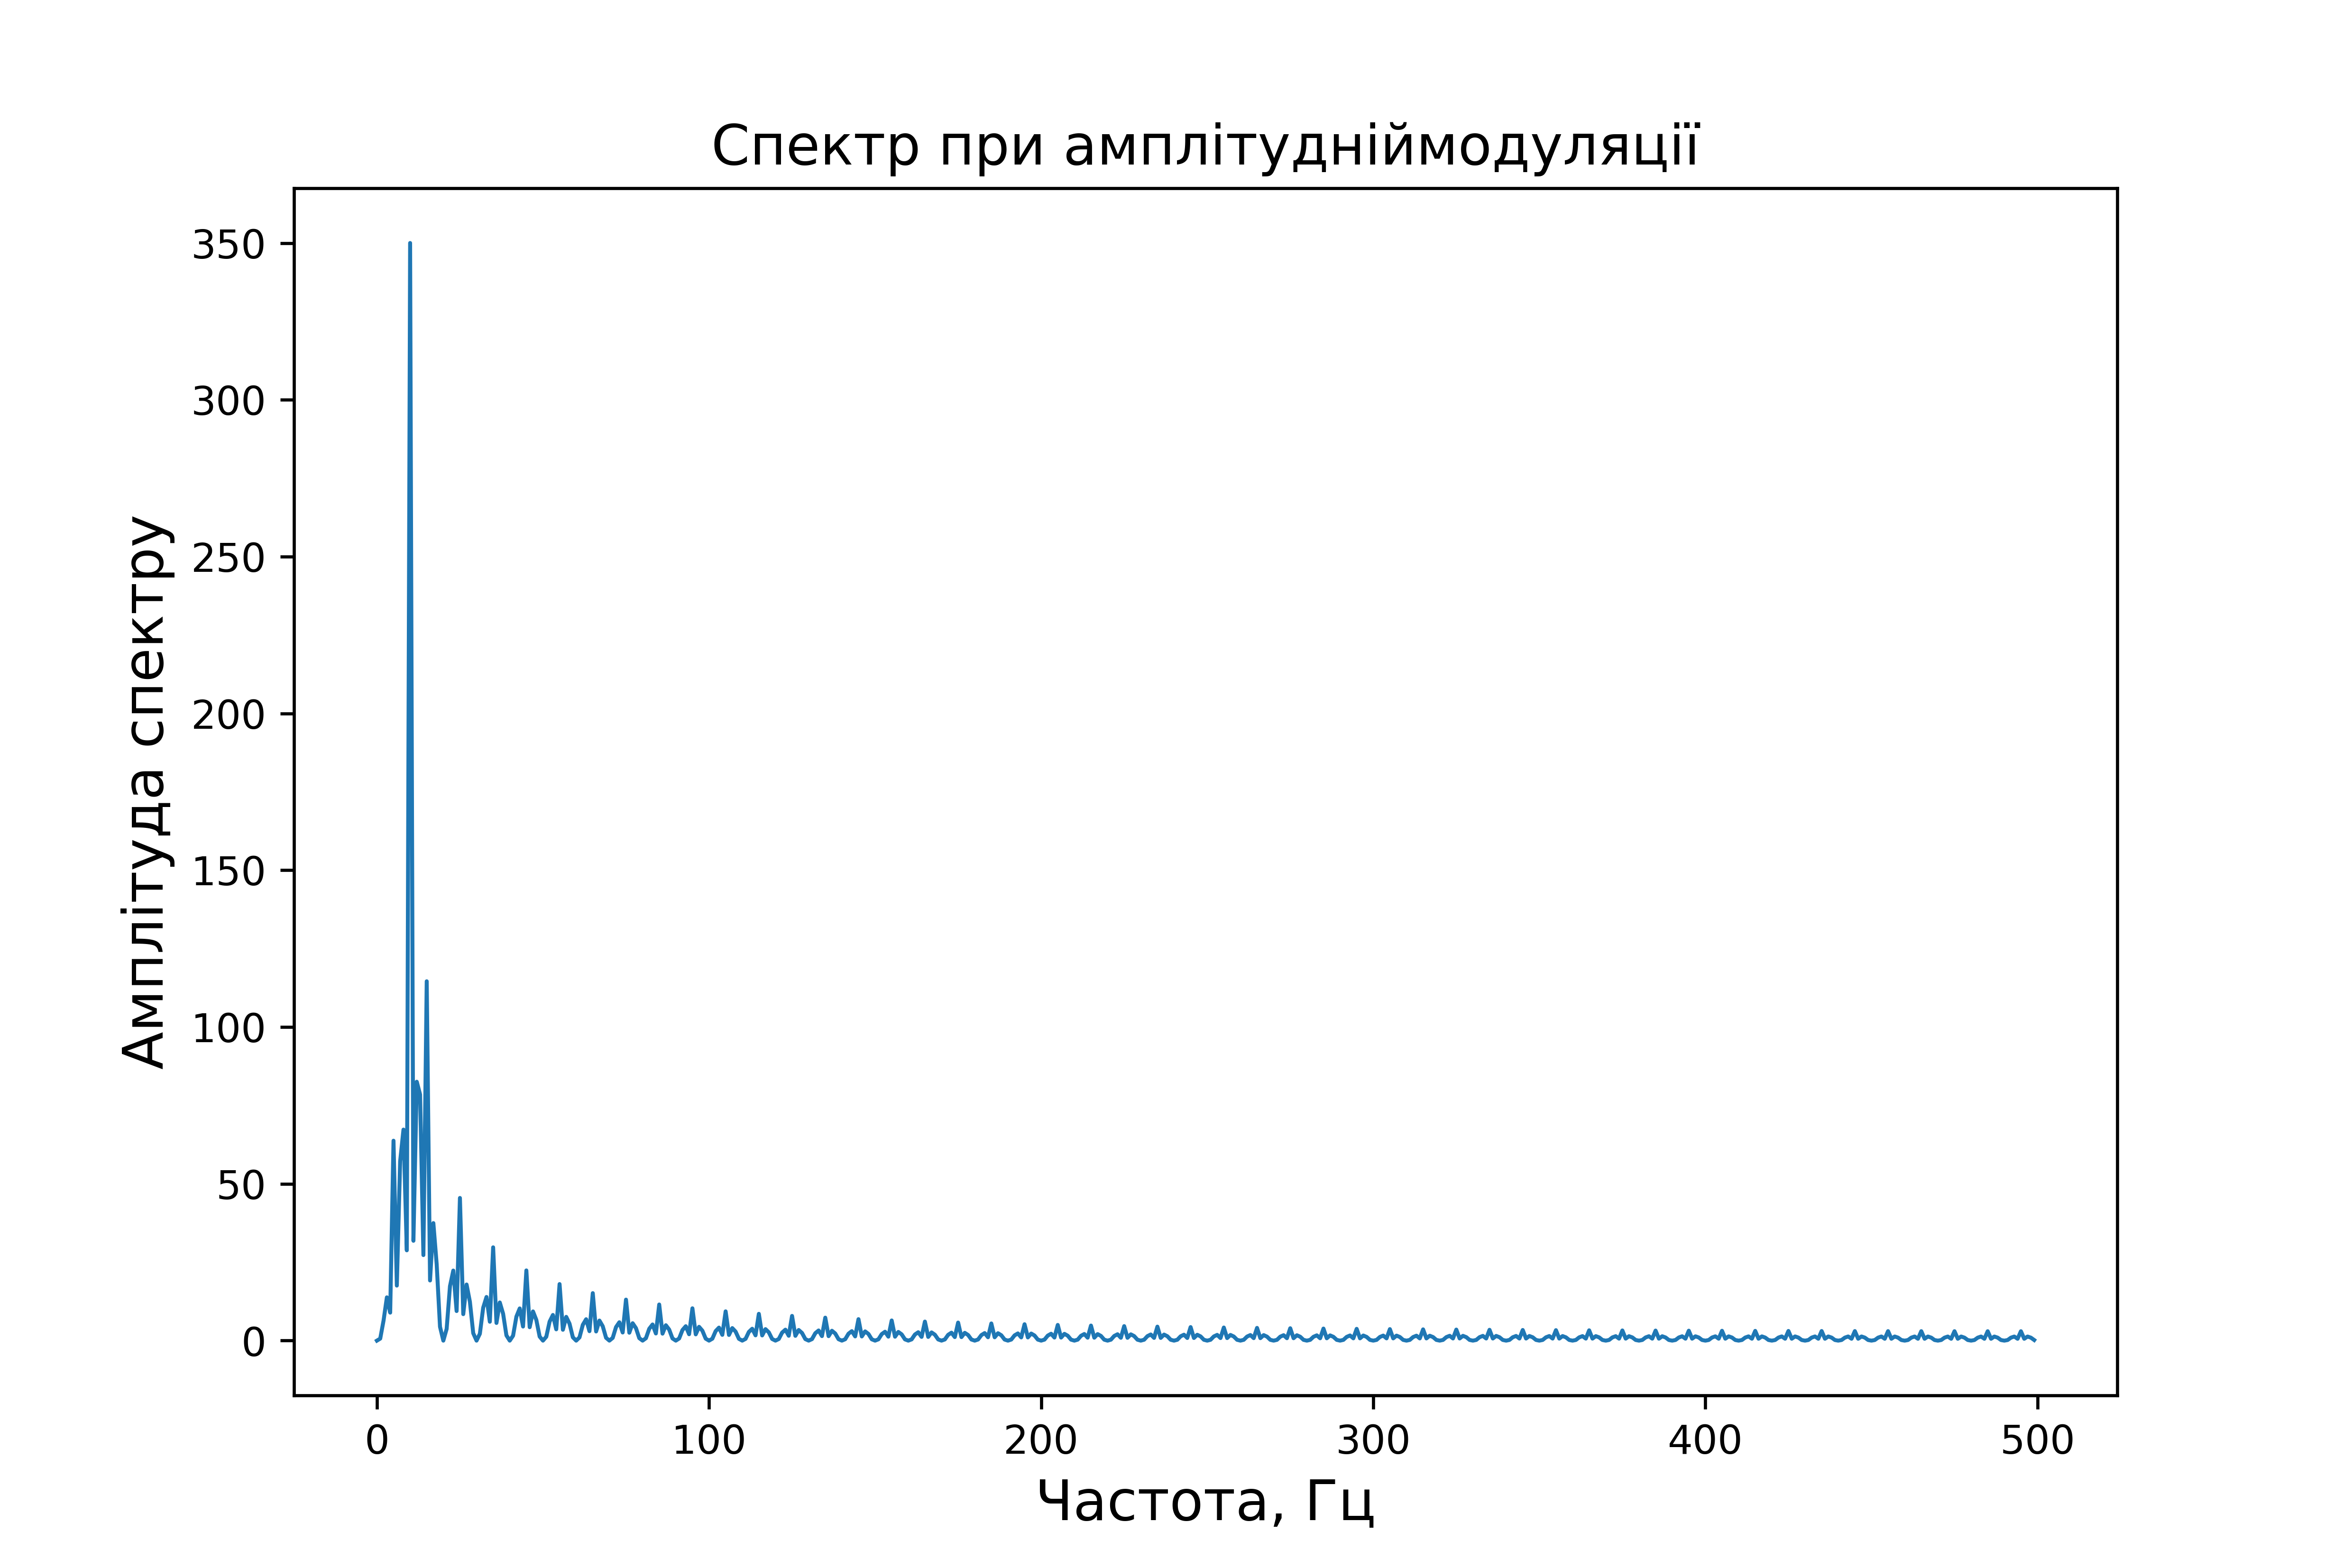 Спектр при амплітуднíймодуляції
Амплітуда спектру
350
300
250
200
150
100
50
0
0 100 200 300 400 500
Частота, Гц